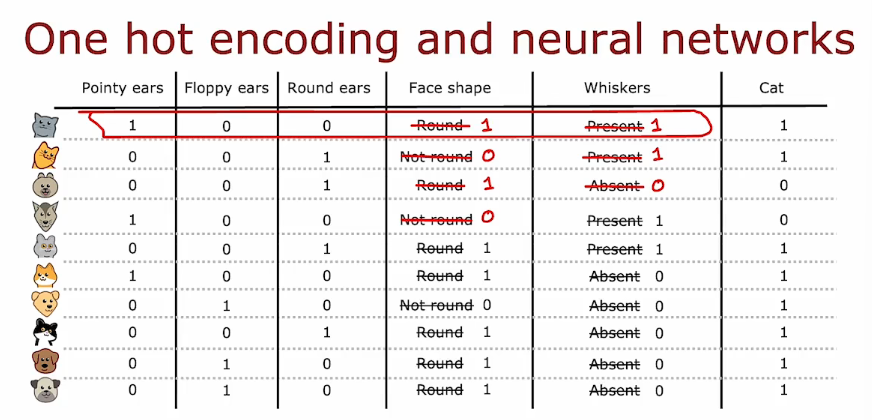 One hot encoding and neural networks
Pointy ears Floppy ears Round ears Face shape Whiskers Cat
1 0 0 Round 1 Present 1 1
0 0 1 Not round 0 Present 1 1
0 0 1 Round 1 Absent 0 0
1 0 0 Not round 0 Present 1 0
0 0 1 Round 1 Present 1 1
1 0 0 Round 1 Absent 0 1
0 1 0 Not round 0 Absent 0 1
0 0 1 Round 1 Absent 0 1
0 1 0 Round 1 Absent 0 1
0 1 0 Round 1 Absent 0 1